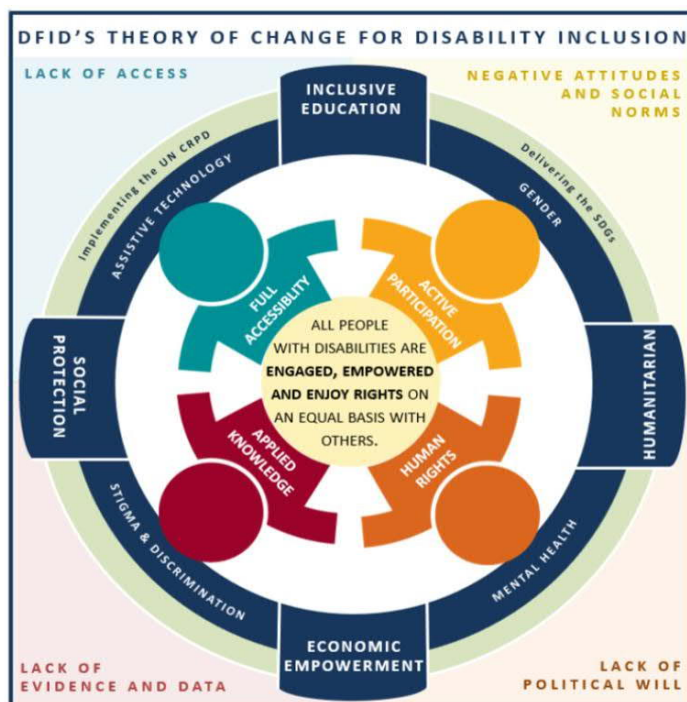 DFID'S THEORY OF CHANGE FOR DISABILITY INCLUSION
LACK OF ACCESS
NEGATIVE ATTITUDES
AND SOCIAL
NORMS
INCLUSIVE
EDUCATION
Implementing the UN CRPD
Delivering the SDGs
ASSISTIVE TECHNOLOGY
GENDER
FULL
ACCESSIBLITY
ACTIVE
PARTICIPATION
SOCIAL
PROTECTION
ALL PEOPLE
WITH DISABILITIES ARE
ENGAGED, EMPOWERED
AND ENJOY RIGHTS ON
AN EQUAL BASIS WITH
OTHERS.
HUMANITARIAN
APPLIED
KNOWLEDGE
HUMAN
RIGHTS
STIGMA & DISCRIMINATION
MENTAL HEALTH
ECONOMIC
EMPOWERMENT
LACK OF
EVIDENCE AND DATA
LACK OF
POLITICAL WILL